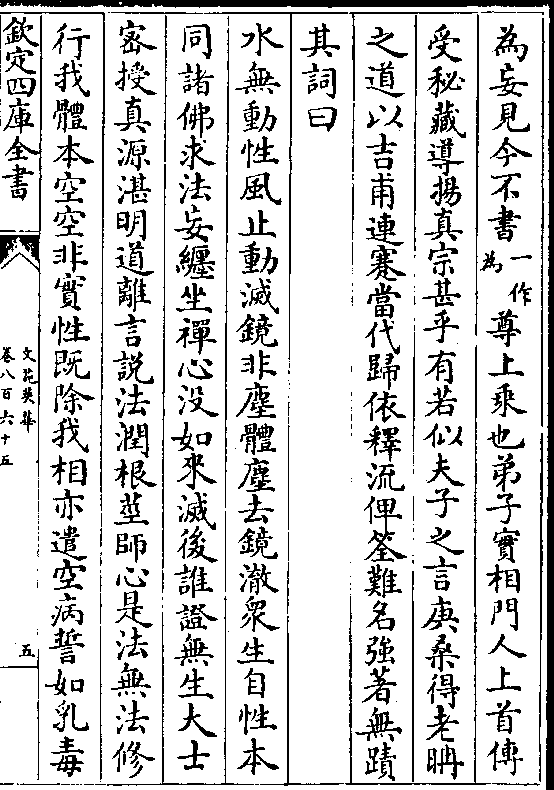 為妄見今不書一作為尊上乘也弟子實相門人上首傳
受秘藏導揚真宗甚乎有若似夫子之言庚桑得老耼
之道以吉甫連蹇當代歸依釋流俾筌難名強著無蹟
其詞曰
水無動性風止動滅鏡非塵體塵去鏡澈衆生自性本
同諸佛求法妄纏坐禪心没如來滅後誰證無生大士
密授真源湛明道離言說法潤根莖師心是法無法修
行我體本空空非實性既除我相亦遣空病誓如乳毒
欽定四庫全書
文苑英華
卷八百六十五
五